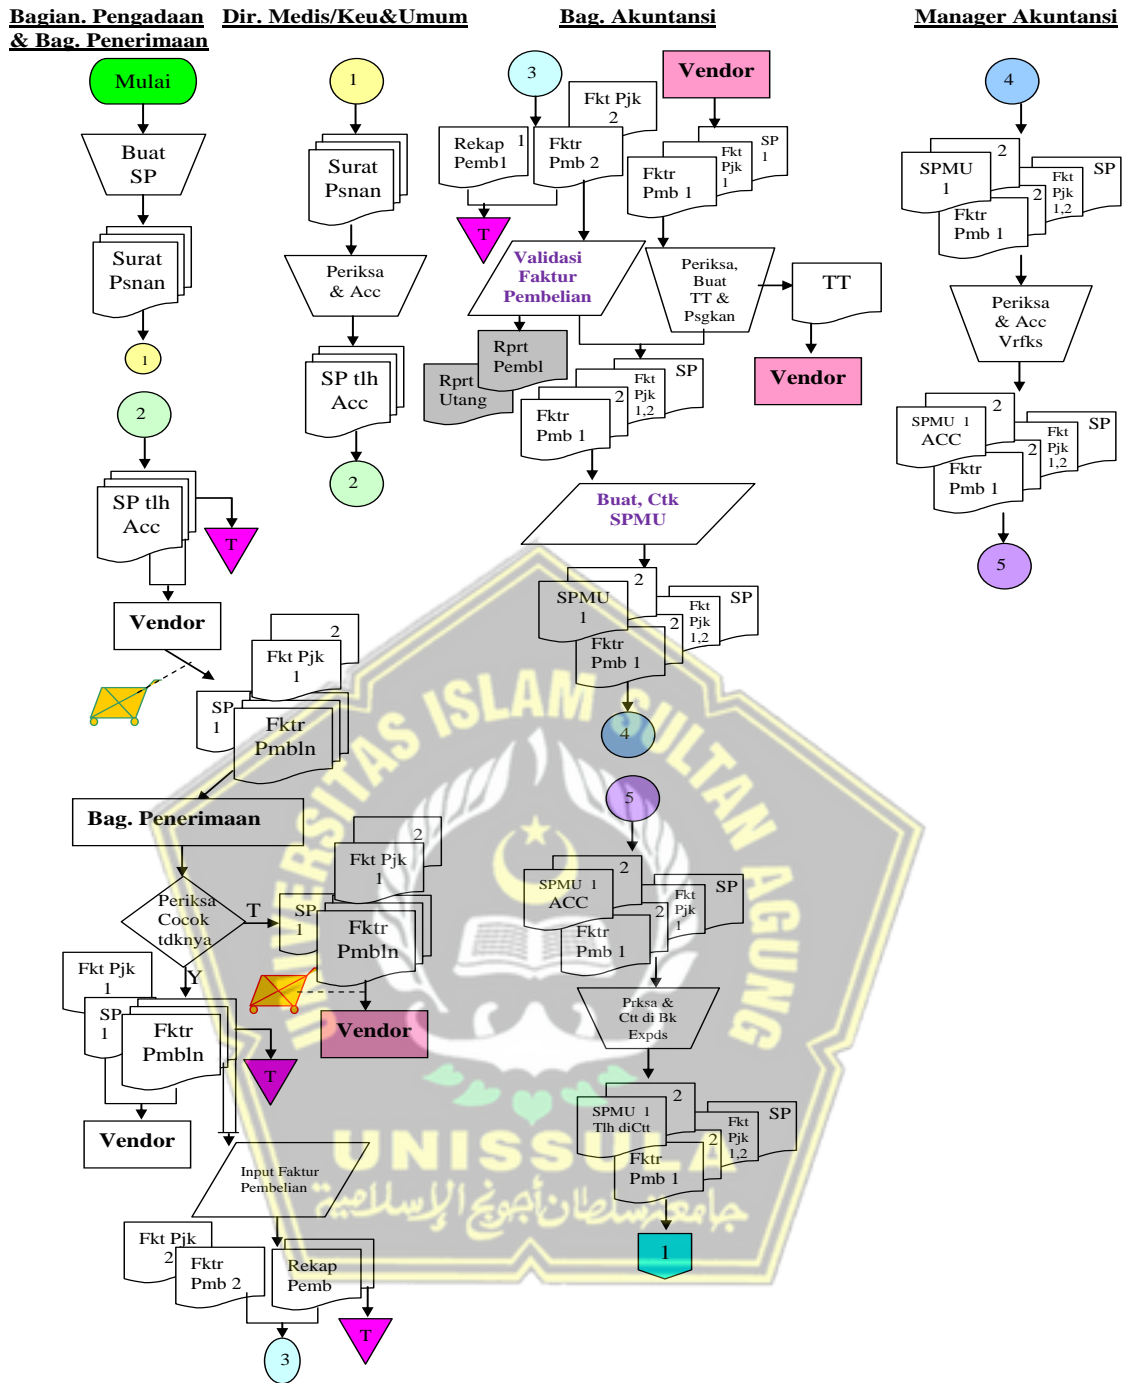 Bagian. Pengadaan
& Bag. Penerimaan
Mulai
Buat
SP
Surat
Psnan
1
2
SP tlh
Acc
T
Vendor
2
Fkt Pjk
1
SP
1
Fktr
Pmbln
Bag. Penerimaan
Periksa
Cocok
tdknya
T
Y
2
Fkt Pjk
1
SP
1
Fktr
Pmbln
Vendor
Fkt Pjk
1
SP
1
Fktr
Pmbln
T
Vendor
Input Faktur
Pembelian
Fkt Pjk
2
Fktr
Pmb 2
Rekap
Pemb
T
3
Dir. Medis/Keu&Umum
1
Surat
Psnan
Periksa
& Acc
SP tlh
Acc
2
Bag. Akuntansi
3
Rekap 1
Pemb1
Fkt Pjk
2
Fktr
Pmb 2
T
Vendor
SP
1
Fkt
Pjk
1
Fktr
Pmb 1
Validasi
Faktur
Pembelian
Periksa,
Buat
TT &
Psgkan
TT
Vendor
Rprt
Pembl
Rprt
Utang
SP
Fkt
Pjk
1,2
2
Fktr
Pmb 1
Buat, Ctk
SPMU
2
SPMU
1
SP
Fkt
Pjk
1,2
2
Fktr
Pmb 1
4
5
2
SPMU 1
ACC
SP
Fkt
Pjk
1
2
Fktr
Pmb 1
Prksa &
Ctt di Bk
Expds
2
SPMU 1
Tlh diCtt
SP
Fkt
Pjk
1,2
2
Fktr
Pmb 1
1
Manager Akuntansi
4
2
SPMU
1
SP
Fkt
Pjk
1,2
2
Fktr
Pmb 1
Periksa
& Acc
Vrfks
2
SPMU 1
ACC
SP
Fkt
Pjk
1,2
2
Fktr
Pmb 1
5
UNIVERSITAS ISLAM SULTAN AGUNG
UNISSULA
جامعة سلطان أجونج الإسلامية